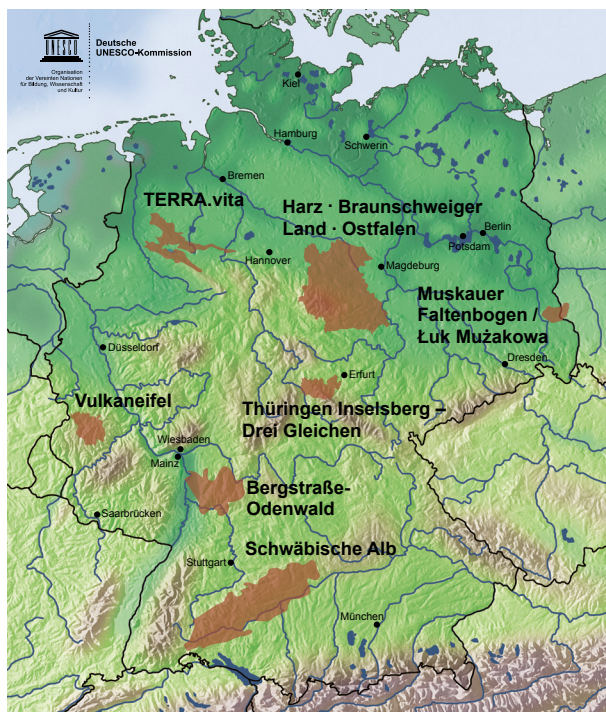 UNESCO
Deutsche
UNESCO-Kommission
Organisation
der Vereinten Nationen
für Bildung, Wissenschaft
und Kultur
Kiel
Hamburg
Schwerin
Bremen
TERRA.vita
Harz · Braunschweiger
Land · Ostfalen
Berlin
Potsdam
Hannover
Magdeburg
Muskauer
Faltenbogen /
Łuk Mużakowa
Düsseldorf
Dresden
Erfurt
Vulkaneifel
Thüringen Inselsberg –
Drei Gleichen
Wiesbaden
Mainz
Bergstraße-
Odenwald
Saarbrücken
Schwäbische Alb
Stuttgart
München